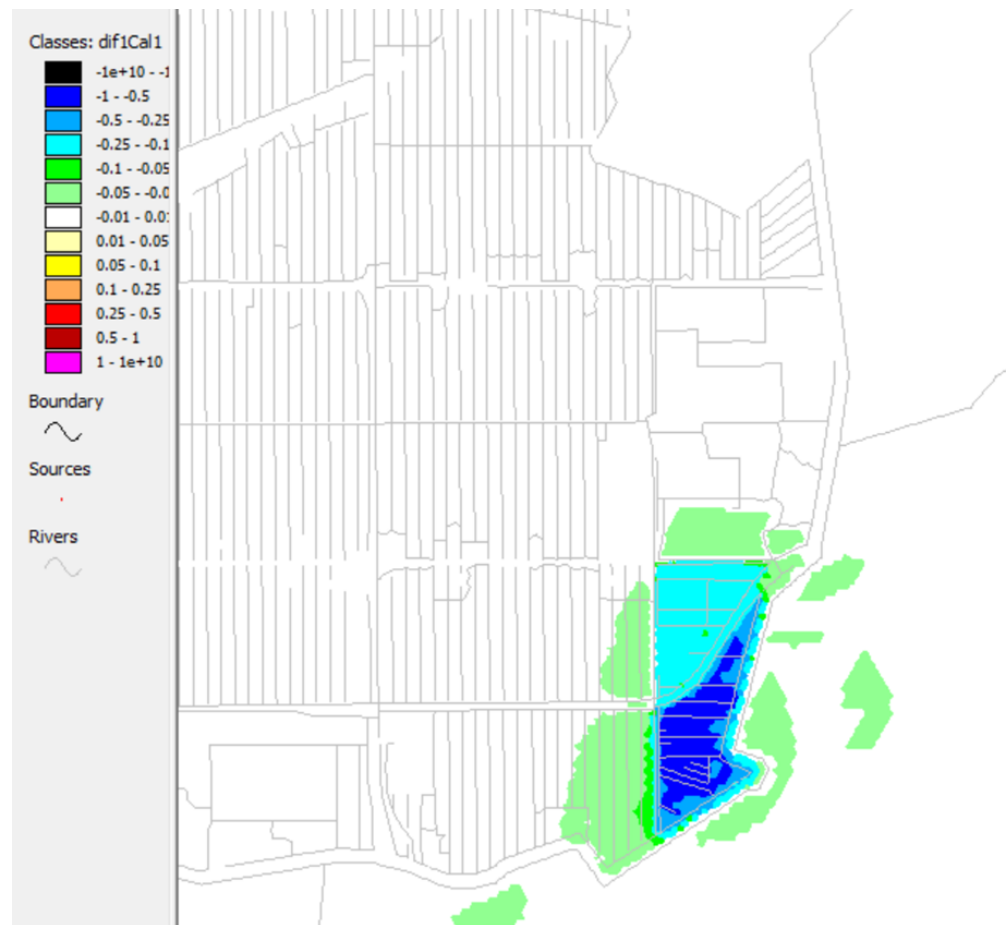 Classes: dif1Cal1
-1e+10 - -1
-1 - -0.5
-0.5 - -0.25
-0.25 - -0.1
-0.1 - -0.05
-0.05 - -0.0
-0.01 - 0.01
0.01 - 0.05
0.05 - 0.1
0.1 - 0.25
0.25 - 0.5
0.5 - 1
1 - 1e+10
Boundary
Sources
Rivers